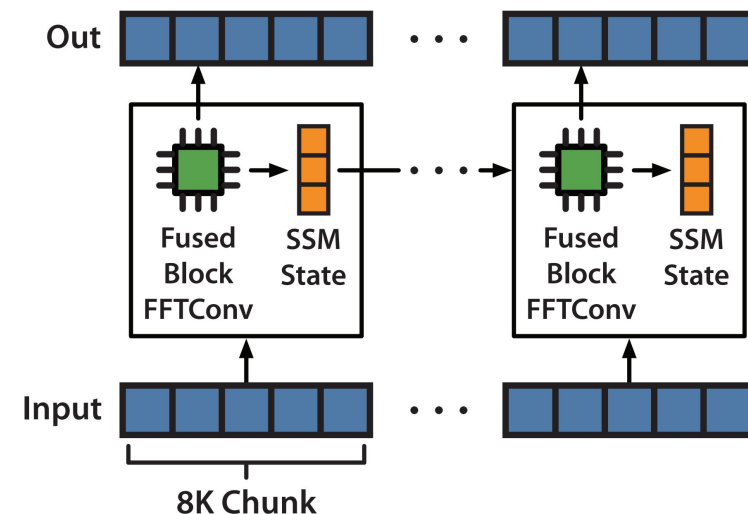 Out
Fused
Block
FFTConv
SSM
State
Fused
Block
FFTConv
SSM
State
Input
8K Chunk